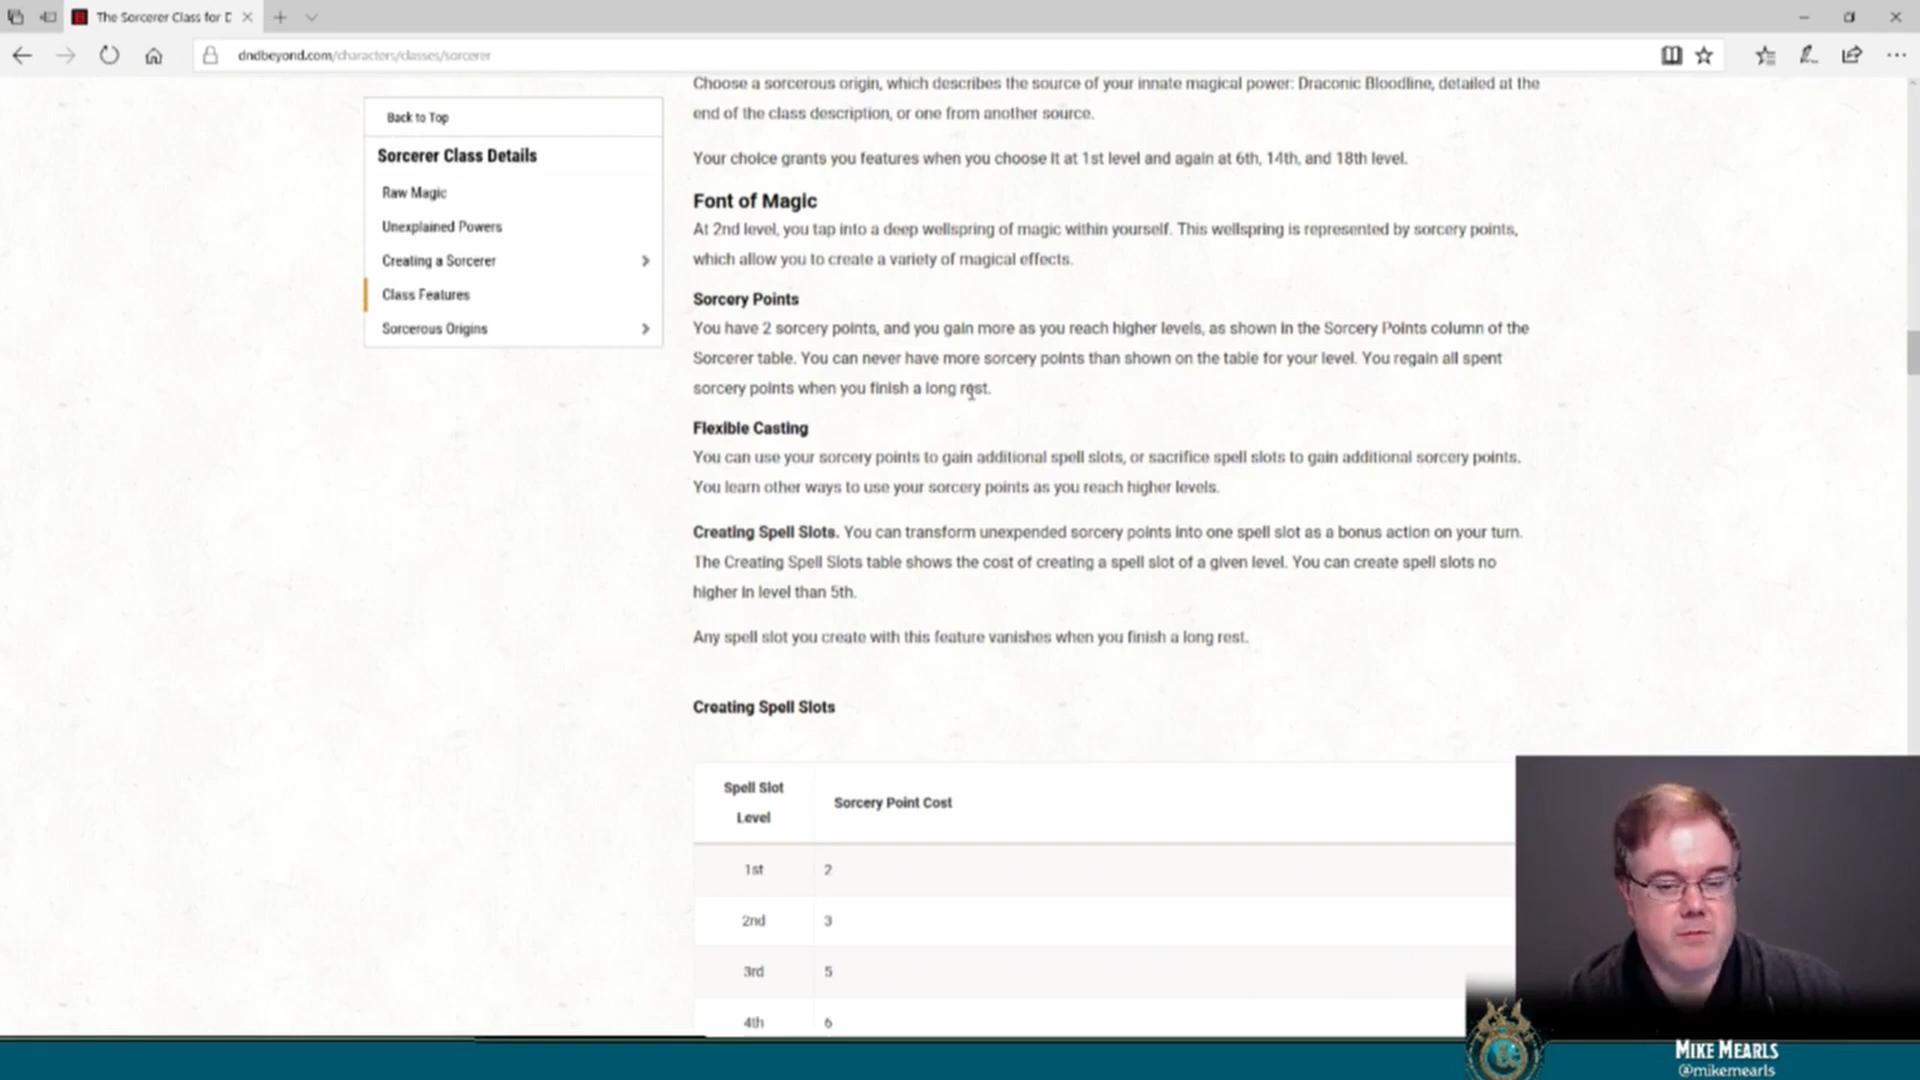 The Sorcerer Class for D
dndbeyond.com/characters/classes/sorcerer
Back to Top
Sorcerer Class Details
Raw Magic
Unexplained Powers
Creating a Sorcerer
Class Features
Sorcerous Origins
Choose a sorcerous origin, which describes the source of your innate magical power: Draconic Bloodline, detailed at the
end of the class description, or one from another source.
Your choice grants you features when you choose it at 1st level and again at 6th, 14th, and 18th level.
Font of Magic
At 2nd level, you tap into a deep wellspring of magic within yourself. This wellspring is represented by sorcery points,
which allow you to create a variety of magical effects.
Sorcery Points
You have 2 sorcery points, and you gain more as you reach higher levels, as shown in the Sorcery Points column of the
Sorcerer table. You can never have more sorcery points than shown on the table for your level. You regain all spent
sorcery points when you finish a long rest.
Flexible Casting
You can use your sorcery points to gain additional spell slots, or sacrifice spell slots to gain additional sorcery points.
You learn other ways to use your sorcery points as you reach higher levels.
Creating Spell Slots. You can transform unexpended sorcery points into one spell slot as a bonus action on your turn.
The Creating Spell Slots table shows the cost of creating a spell slot of a given level. You can create spell slots no
higher in level than 5th.
Any spell slot you create with this feature vanishes when you finish a long rest.
Creating Spell Slots
Spell Slot
Level
Sorcery Point Cost
1st 2
2nd 3
3rd 5
4th 6
Mike Mearls
@mikemearls